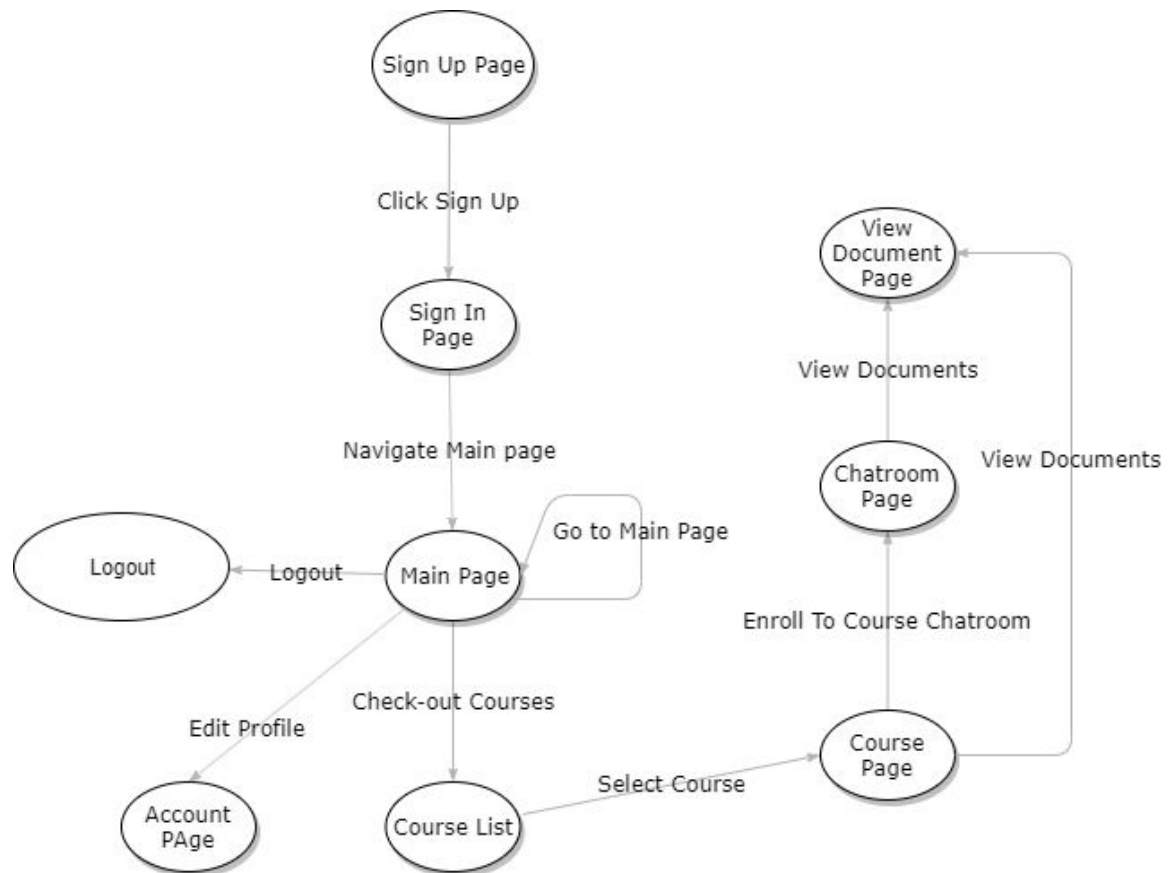 Sign Up Page
Click Sign Up
Sign In
Page
Navigate Main page
Main Page
Go to Main Page
Logout
Logout
Edit Profile
Account
PAge
Check-out Courses
Course List
Select Course
Course
Page
Enroll To Course Chatroom
Chatroom
Page
View Documents
View Documents
View
Document
Page